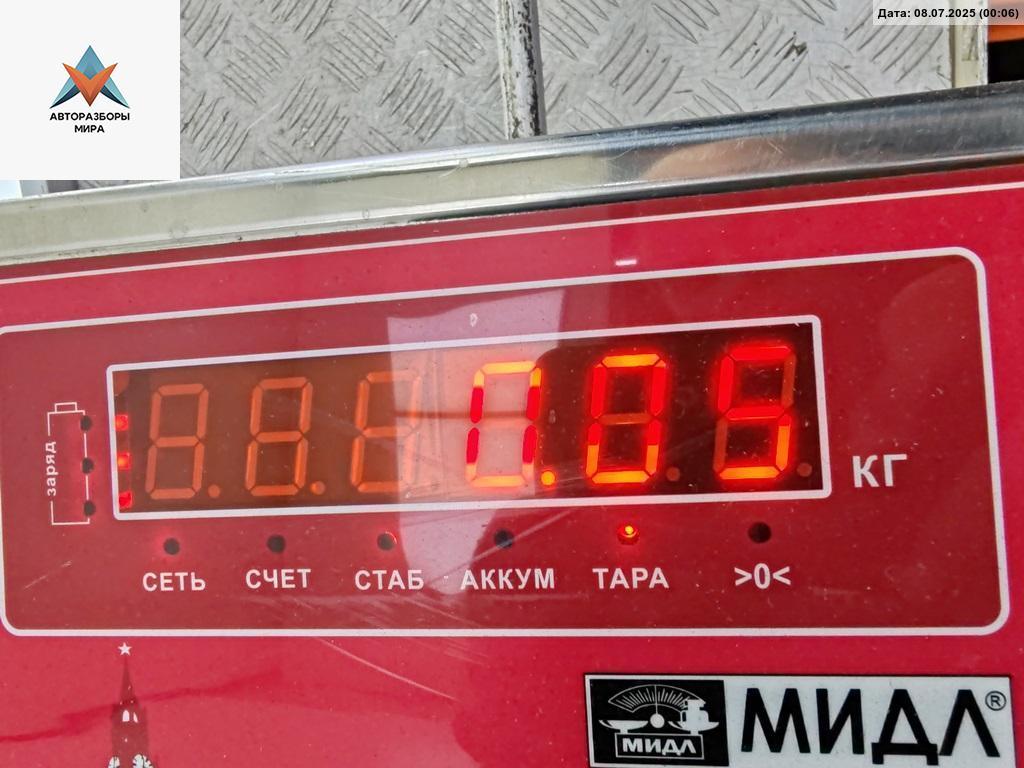 Дата: 08.07.2025 (00:06)
АВТОРАЗБОРЫ
МИРА
заряд
0.05
КГ
СЕТЬ СЧЕТ СТАБ АККУМ ТАРА >0<
МИДЛ
МИДЛ®